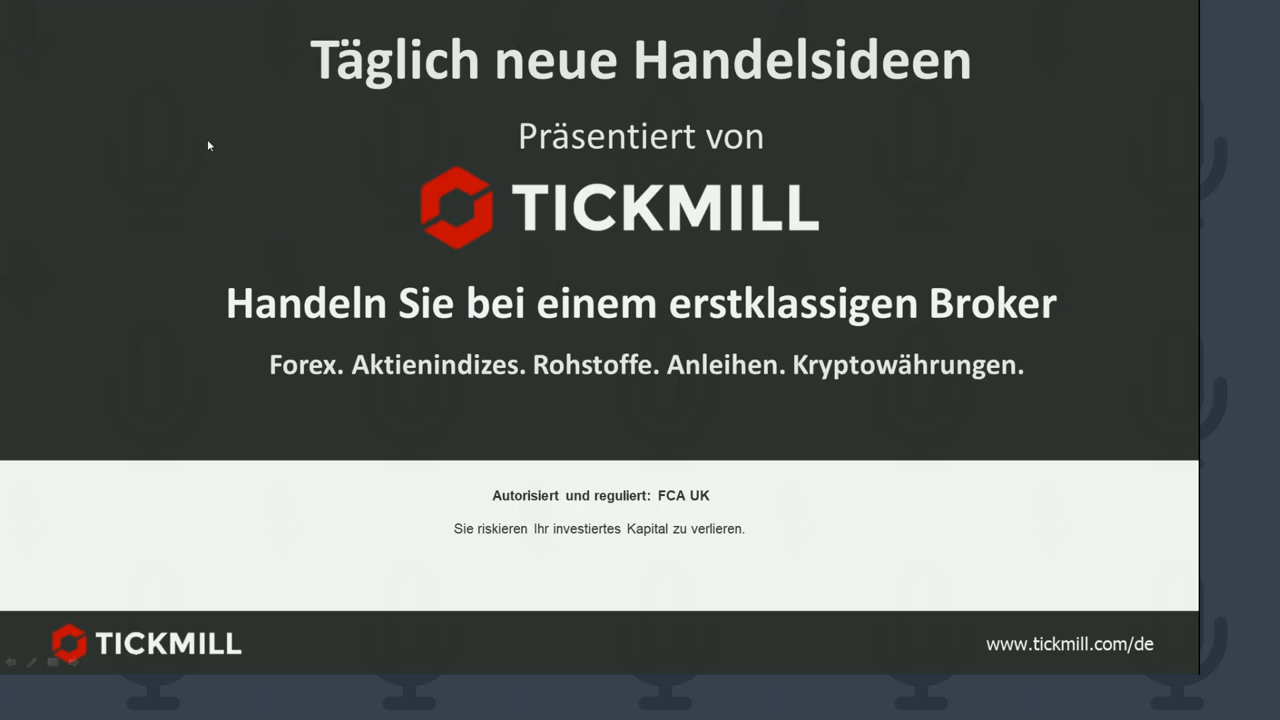 Täglich neue Handelsideen
Präsentiert von
TICKMILL
Handeln Sie bei einem erstklassigen Broker
Forex. Aktienindizes. Rohstoffe. Anleihen. Kryptowährungen.
Autorisiert und reguliert: FCA UK
Sie riskieren Ihr investiertes Kapital zu verlieren.
TICKMILL
www.tickmill.com/de